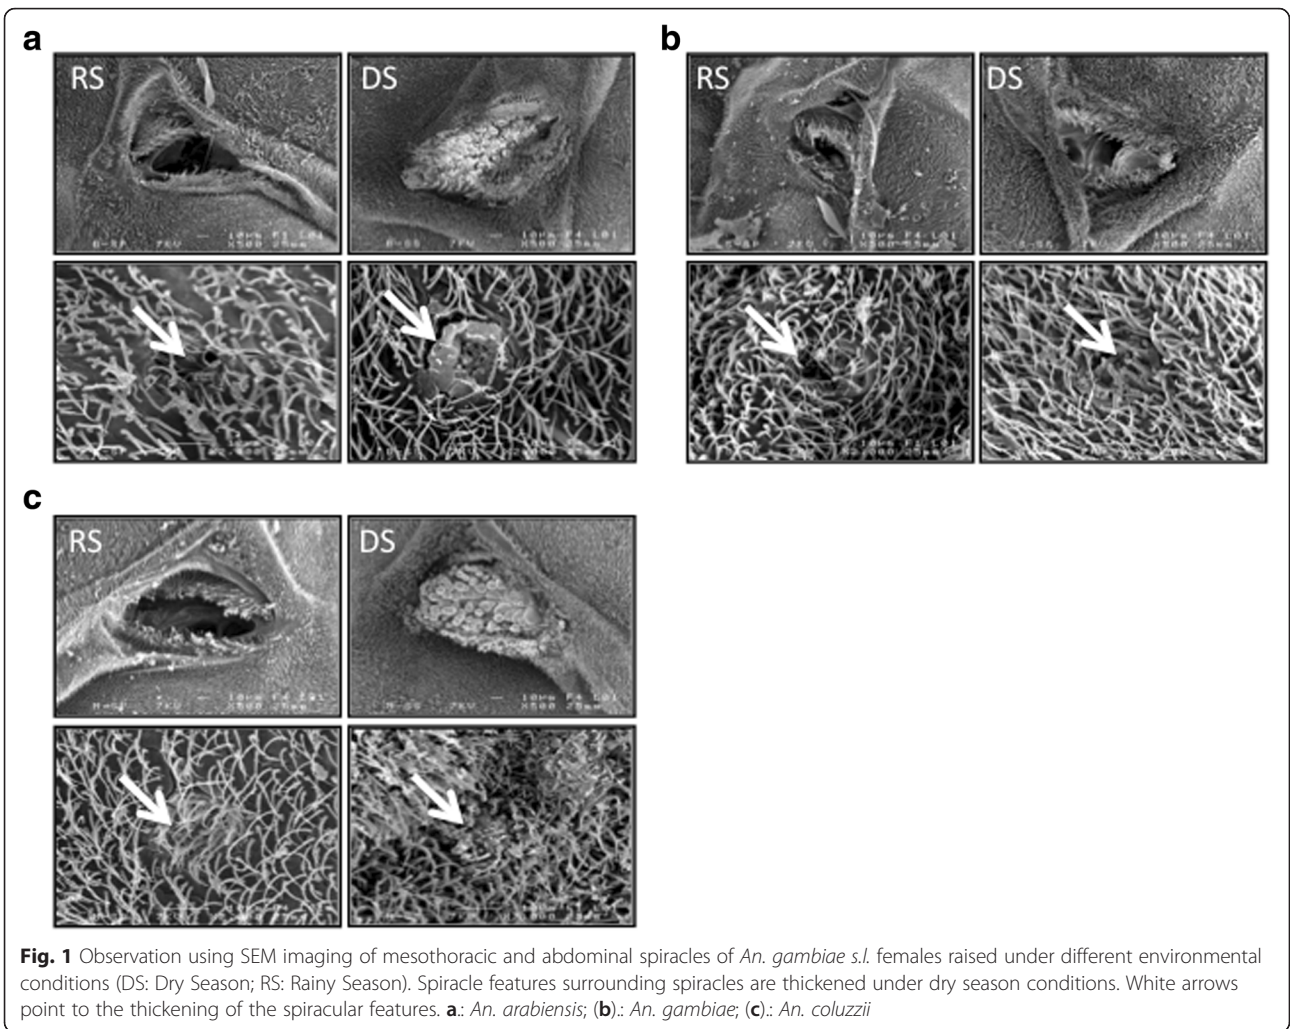 a
b
RS
DS
RS
DS
c
RS
DS
Fig. 1 Observation using SEM imaging of mesothoracic and abdominal spiracles of An. gambiae s.l. females raised under different environmental
conditions (DS: Dry Season; RS: Rainy Season). Spiracle features surrounding spiracles are thickened under dry season conditions. White arrows
point to the thickening of the spiracular features. a.: An. arabiensis; (b).: An. gambiae; (c).: An. coluzzii